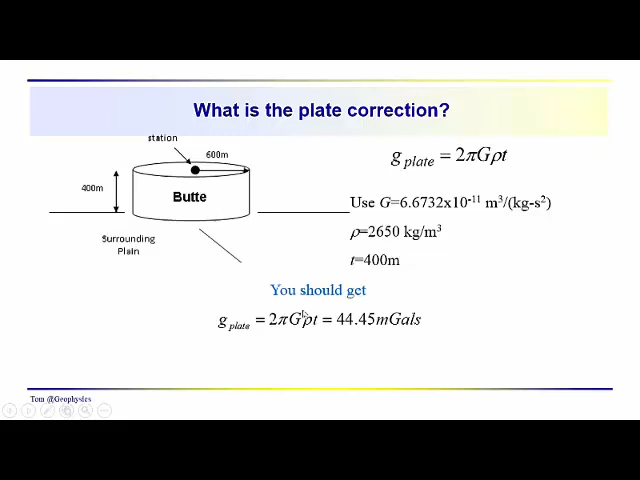 What is the plate correction?
station
600m
400m
Butte
Surrounding
Plain
g plate = 2πGρt
Use G=6.6732x10⁻¹¹ m³/(kg-s²)
ρ=2650 kg/m³
t=400m
You should get
g plate = 2πGρt = 44.45mGals
Tom @Geophysics